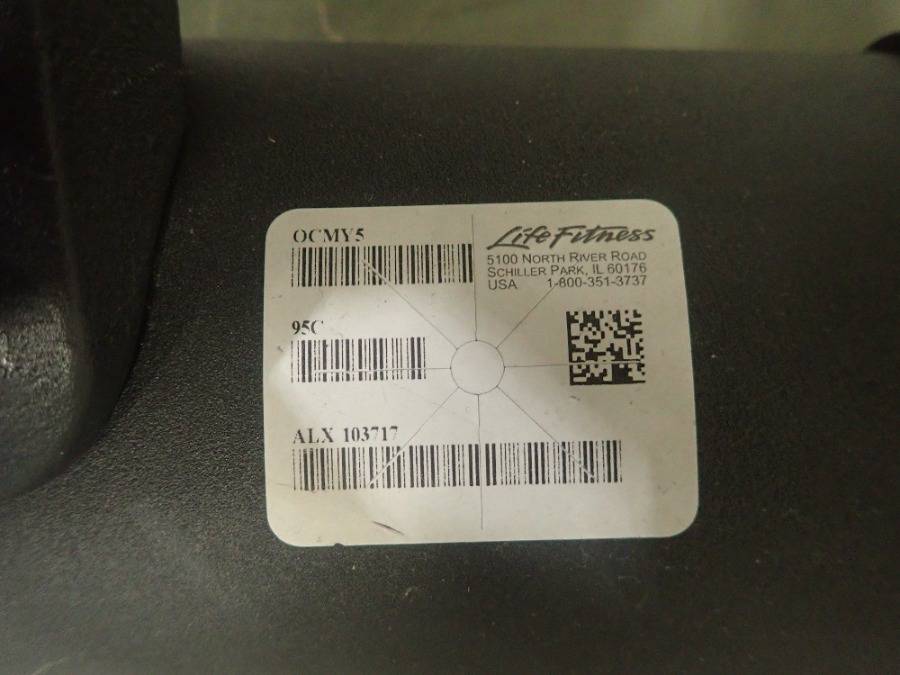 OCMY5
95C
ALX 103717
Life Fitness
5100 NORTH RIVER ROAD
SCHILLER PARK, IL 60176
USA 1-800-351-3737